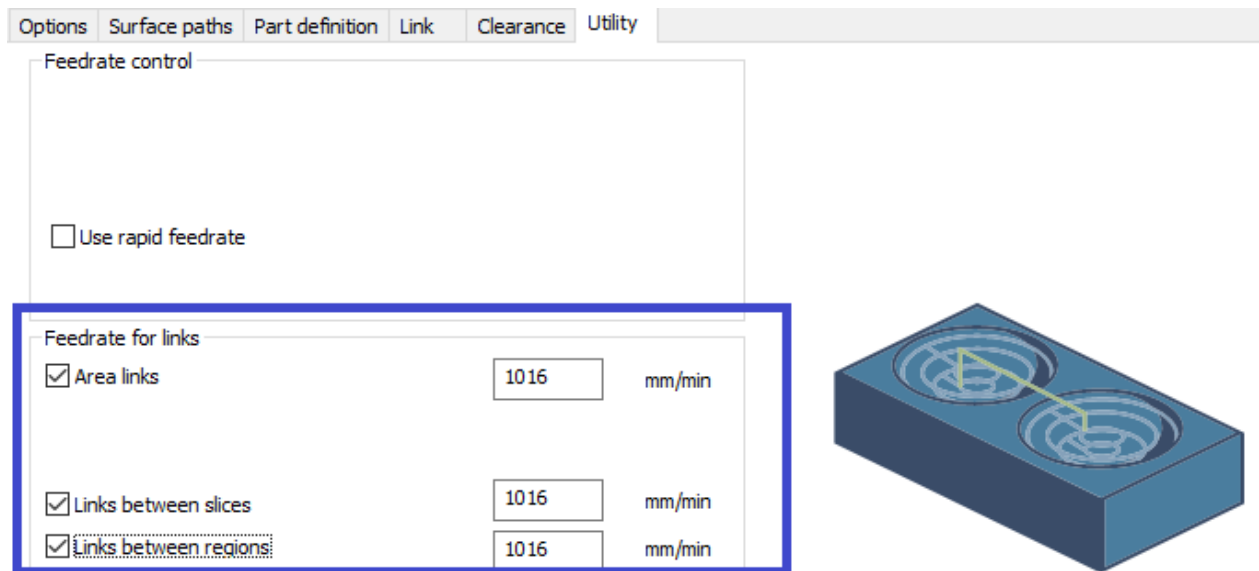 Options Surface paths Part definition Link Clearance Utility
Feedrate control
Use rapid feedrate
Feedrate for links
Area links 1016 mm/min
Links between slices 1016 mm/min
Links between regions 1016 mm/min